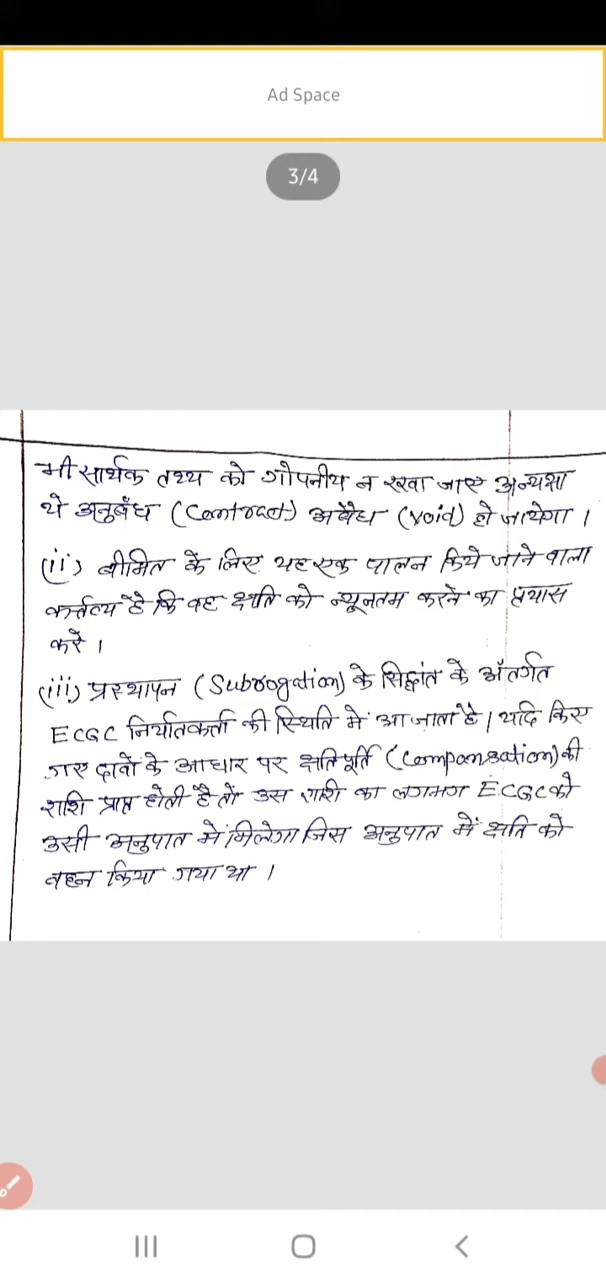 Ad Space
3/4
भी सार्थक तथ्य को गोपनीय न रखा जाए अन्यथा
ये अनुबंध (Contract) अवैध (void) हो जायेगा ।
(ii) बीमित के लिए यह एक पालन किये जाने वाला
कर्त्तव्य है कि वह क्षति को न्यूनतम करने का प्रयास
करे ।
(iii) प्रस्थापन (Subrogation) के सिद्धांत के अंतर्गत
ECGC निर्यातकर्ता की स्थिति में आ जाता है । यदि किए
गए दावों के आधार पर क्षतिपूर्ति (Compansation) की
राशि प्राप्त होती है तो उस राशी का लगभग ECGC को
उसी अनुपात में मिलेगा जिस अनुपात में क्षति को
वहन किया गया था ।